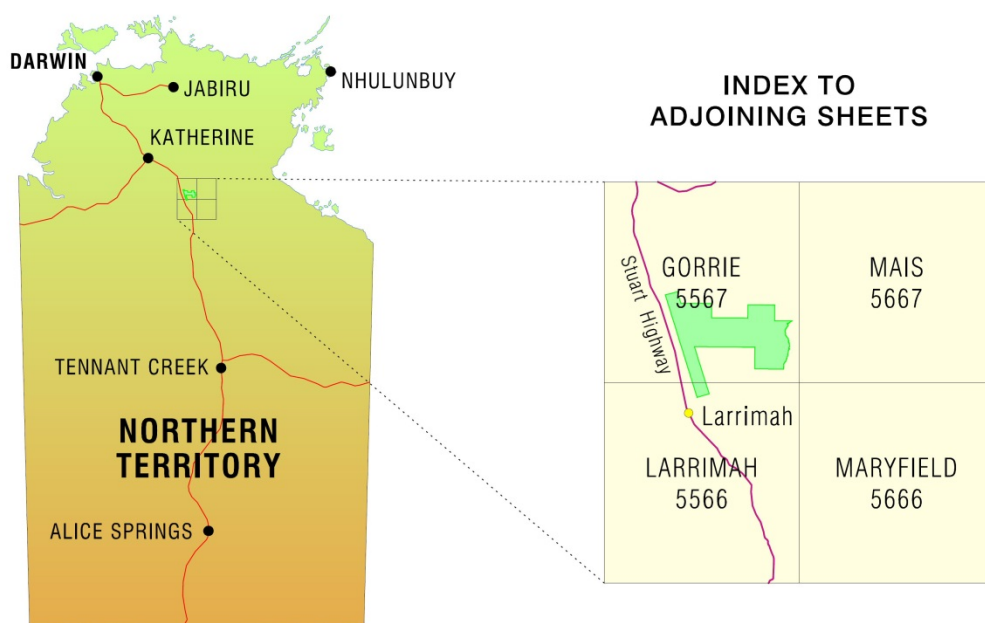 DARWIN
JABIRU
NHULUNBUY
KATHERINE
TENNANT CREEK
NORTHERN
TERRITORY
ALICE SPRINGS
INDEX TO
ADJOINING SHEETS
GORRIE
5567
MAIS
5667
Stuart Highway
Larrimah
LARRIMAH
5566
MARYFIELD
5666